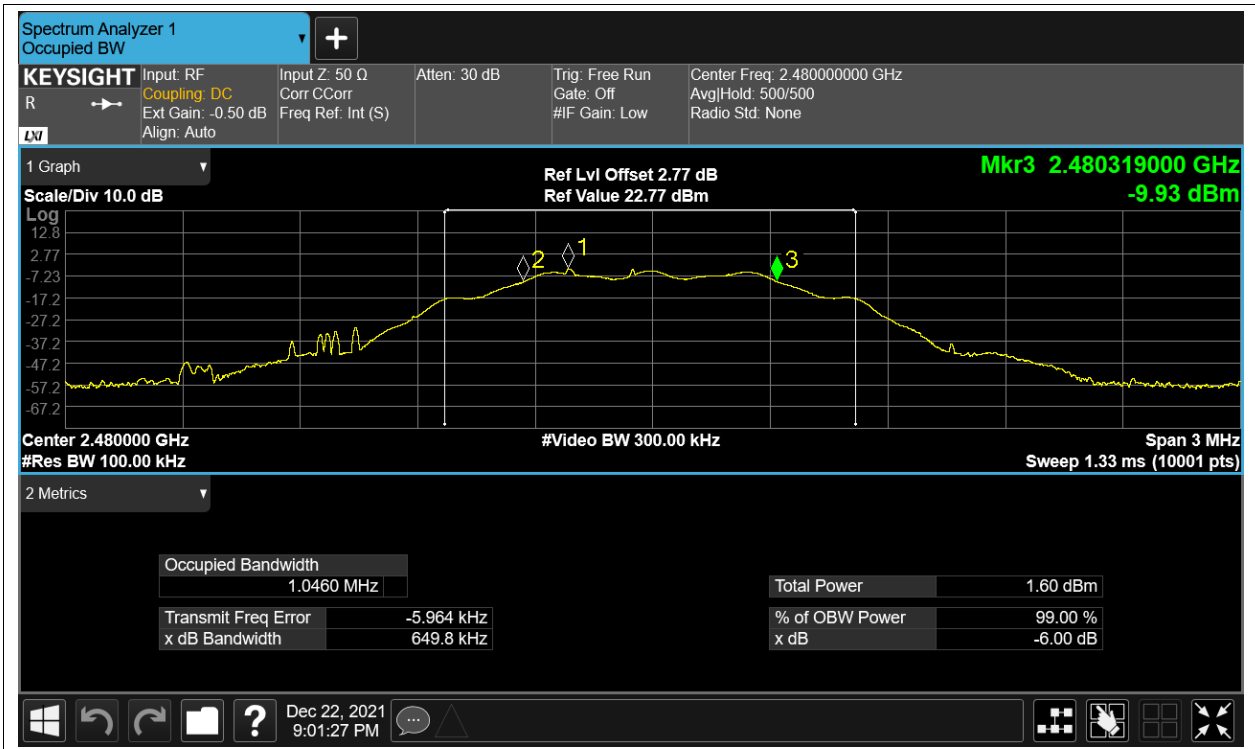 Spectrum Analyzer 1
Occupied BW
KEYSIGHT
R
LXI
Input: RF
Coupling: DC
Ext Gain: -0.50 dB
Align: Auto
Input Z: 50 Ω
Corr CCorr
Freq Ref: Int (S)
Atten: 30 dB
Trig: Free Run
Gate: Off
#IF Gain: Low
Center Freq: 2.480000000 GHz
Avg|Hold: 500/500
Radio Std: None
1 Graph
Scale/Div 10.0 dB
Ref Lvl Offset 2.77 dB
Ref Value 22.77 dBm
Mkr3 2.480319000 GHz
-9.93 dBm
Log
12.8
2.77
-7.23
-17.2
-27.2
-37.2
-47.2
-57.2
-67.2
2
1
3
Center 2.480000 GHz
#Res BW 100.00 kHz
#Video BW 300.00 kHz
Span 3 MHz
Sweep 1.33 ms (10001 pts)
2 Metrics
Occupied Bandwidth
1.0460 MHz
Transmit Freq Error -5.964 kHz
x dB Bandwidth 649.8 kHz
Total Power 1.60 dBm
% of OBW Power 99.00 %
x dB -6.00 dB
?
Dec 22, 2021
9:01:27 PM